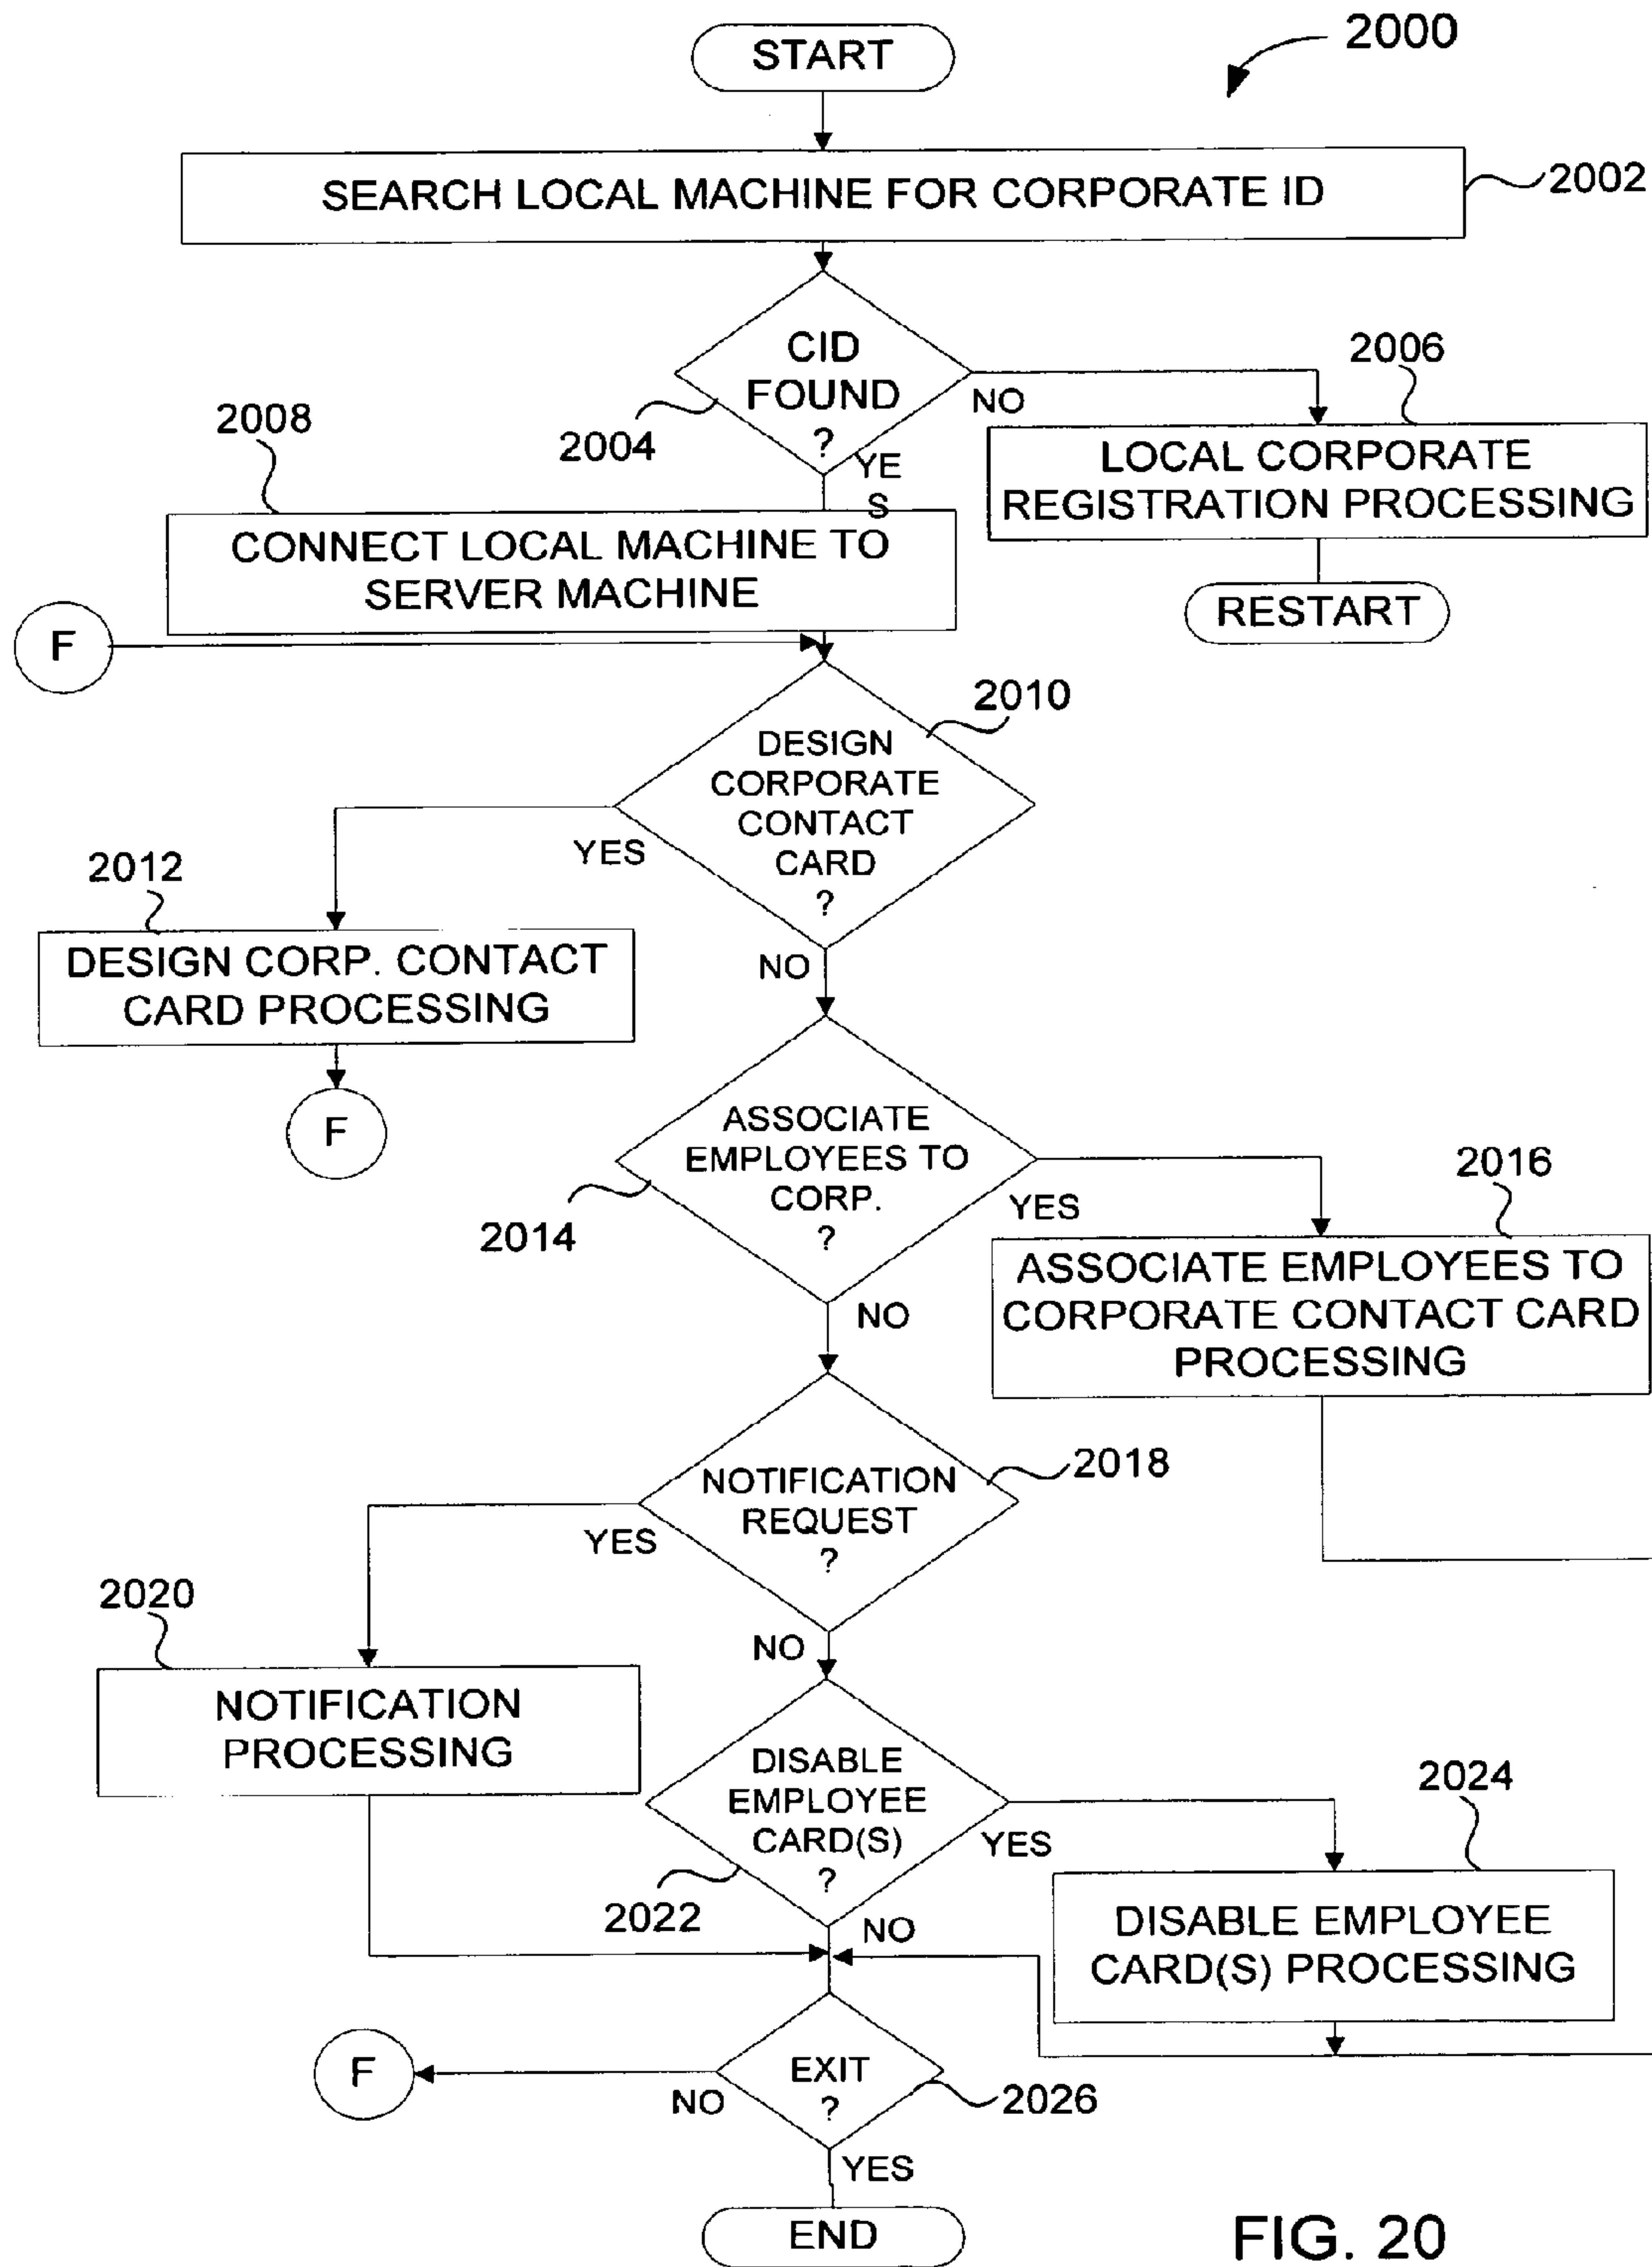 START
2000
SEARCH LOCAL MACHINE FOR CORPORATE ID
2002
CID
FOUND
?
2004
NO
YE
S
2006
LOCAL CORPORATE
REGISTRATION PROCESSING
RESTART
2008
CONNECT LOCAL MACHINE TO
SERVER MACHINE
F
2010
DESIGN
CORPORATE
CONTACT
CARD
?
YES
NO
2012
DESIGN CORP. CONTACT
CARD PROCESSING
F
ASSOCIATE
EMPLOYEES TO
CORP.
?
2014
YES
NO
2016
ASSOCIATE EMPLOYEES TO
CORPORATE CONTACT CARD
PROCESSING
NOTIFICATION
REQUEST
?
2018
YES
NO
2020
NOTIFICATION
PROCESSING
DISABLE
EMPLOYEE
CARD(S)
?
2022
YES
NO
2024
DISABLE EMPLOYEE
CARD(S) PROCESSING
EXIT
?
2026
NO
F
YES
END
FIG. 20